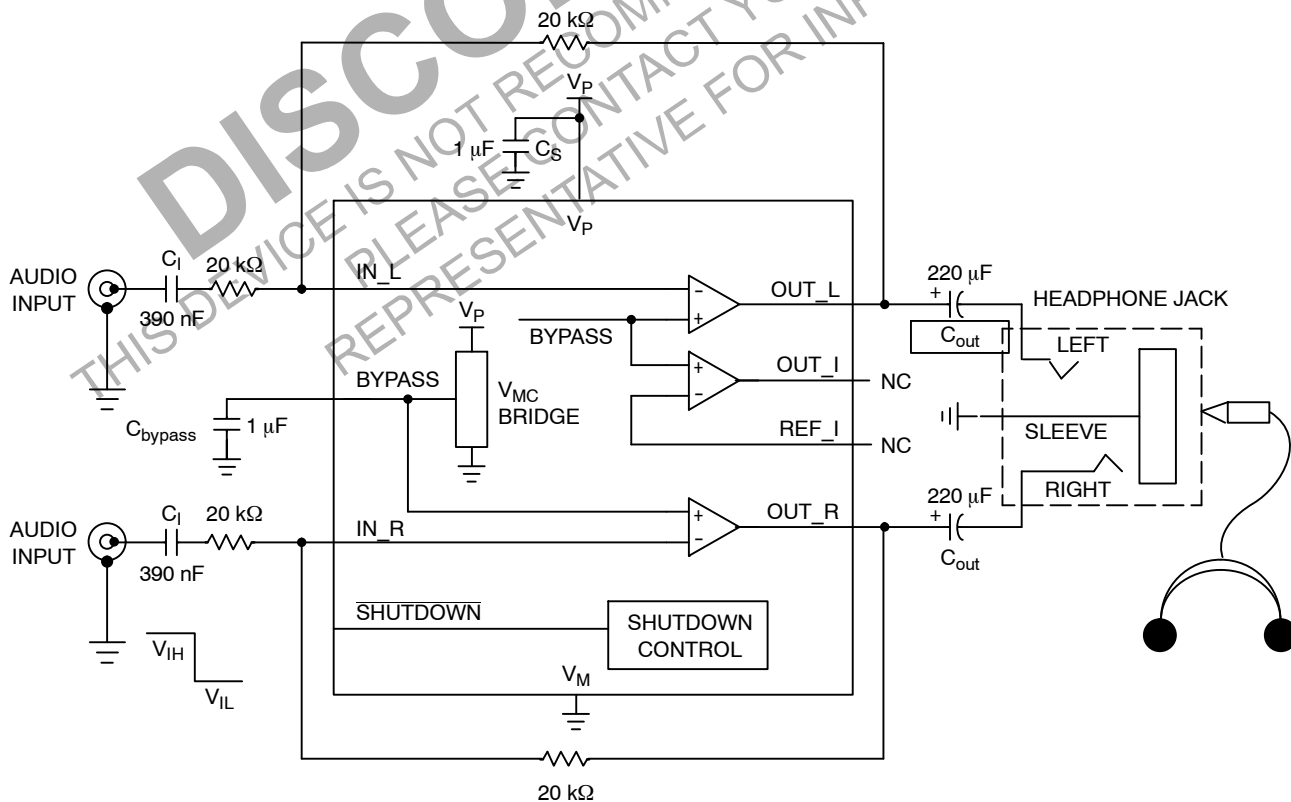 DISCO
THIS DEVICE IS NOT RECOM
PLEASE CONTACT YO
REPRESENTATIVE FOR IN
20 kΩ
V_P
1 μF
C_S
V_P
AUDIO INPUT
C_I
20 kΩ
390 nF
IN_L
OUT_L
220 μF
+
C_out
HEADPHONE JACK
LEFT
BYPASS
V_P
-
+
+
-
OUT_I
NC
REF_I
NC
BYPASS
V_MC
BRIDGE
C_bypass
1 μF
SLEEVE
RIGHT
AUDIO INPUT
C_I
20 kΩ
390 nF
IN_R
+
-
OUT_R
220 μF
+
C_out
SHUTDOWN
SHUTDOWN
CONTROL
V_IH
V_IL
V_M
20 kΩ